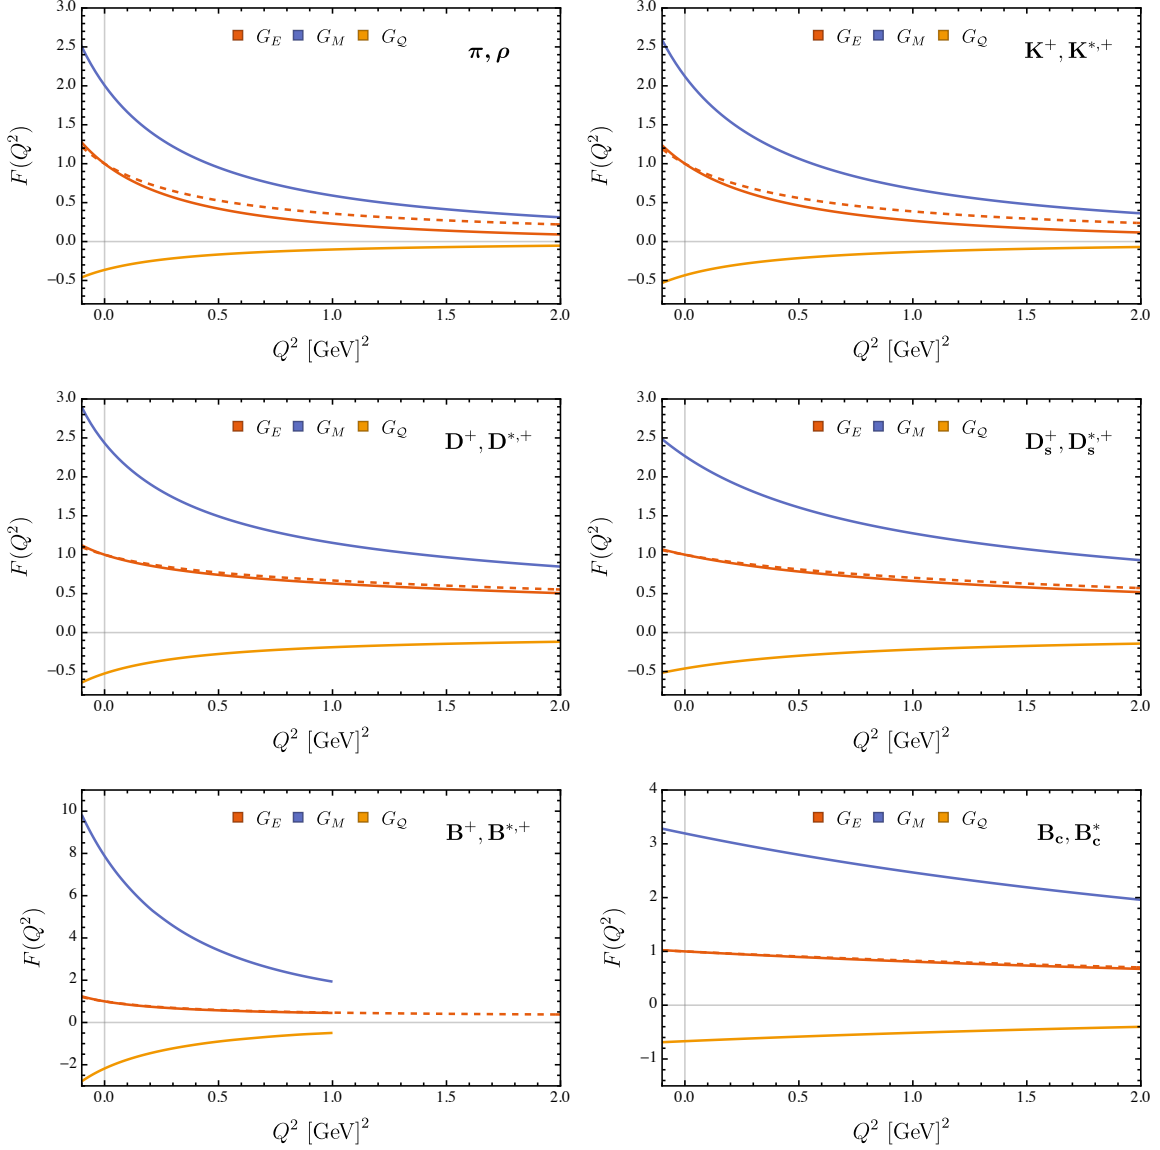 G_E G_M G_Q
π, ρ
F(Q²)
3.0
2.5
2.0
1.5
1.0
0.5
0.0
−0.5
0.0 0.5 1.0 1.5 2.0
Q² [GeV]²
G_E G_M G_Q
K⁺, K*,⁺
F(Q²)
3.0
2.5
2.0
1.5
1.0
0.5
0.0
−0.5
0.0 0.5 1.0 1.5 2.0
Q² [GeV]²
G_E G_M G_Q
D⁺, D*,⁺
F(Q²)
3.0
2.5
2.0
1.5
1.0
0.5
0.0
−0.5
0.0 0.5 1.0 1.5 2.0
Q² [GeV]²
G_E G_M G_Q
D_s⁺, D_s*,⁺
F(Q²)
3.0
2.5
2.0
1.5
1.0
0.5
0.0
−0.5
0.0 0.5 1.0 1.5 2.0
Q² [GeV]²
G_E G_M G_Q
B⁺, B*,⁺
F(Q²)
10
8
6
4
2
0
−2
0.0 0.5 1.0 1.5 2.0
Q² [GeV]²
G_E G_M G_Q
B_c, B_c*
F(Q²)
4
3
2
1
0
−1
0.0 0.5 1.0 1.5 2.0
Q² [GeV]²